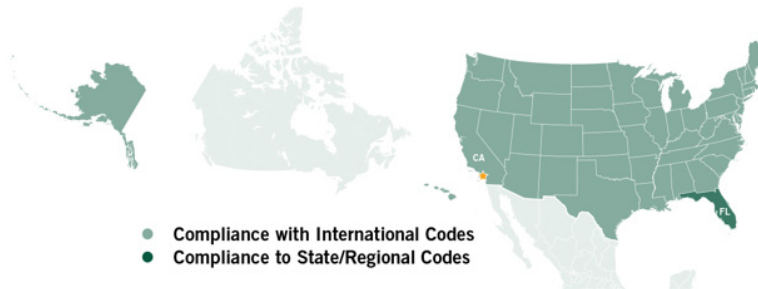 CA
FL
Compliance with International Codes
Compliance to State/Regional Codes